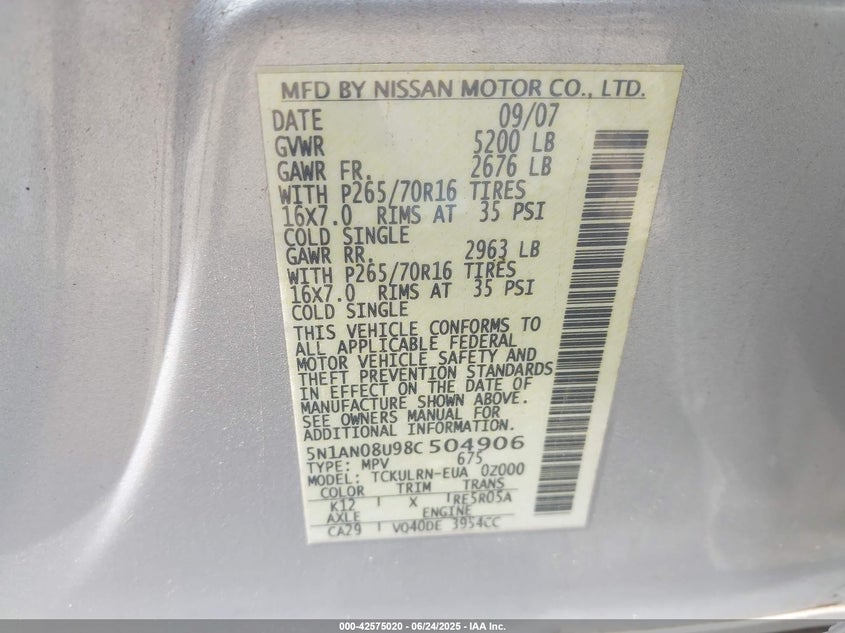 MFD BY NISSAN MOTOR CO., LTD.
DATE 09/07
GVWR 5200 LB
GAWR FR. 2676 LB
WITH P265/70R16 TIRES
16X7.0 RIMS AT 35 PSI
COLD SINGLE
GAWR RR. 2963 LB
WITH P265/70R16 TIRES
16X7.0 RIMS AT 35 PSI
COLD SINGLE
THIS VEHICLE CONFORMS TO
ALL APPLICABLE FEDERAL
MOTOR VEHICLE SAFETY AND
THEFT PREVENTION STANDARDS
IN EFFECT ON THE DATE OF
MANUFACTURE SHOWN ABOVE.
SEE OWNERS MANUAL FOR
ADDITIONAL INFORMATION.
5N1AN08U98C504906
TYPE: MPV 675
MODEL: TCKULRN-EUA 0Z000
COLOR TRIM TRANS
K12 X RE5R05A
AXLE ENGINE
CA29 VQ40DE 3954CC
000-42575020 | 06/24/2025 - IAA Inc.